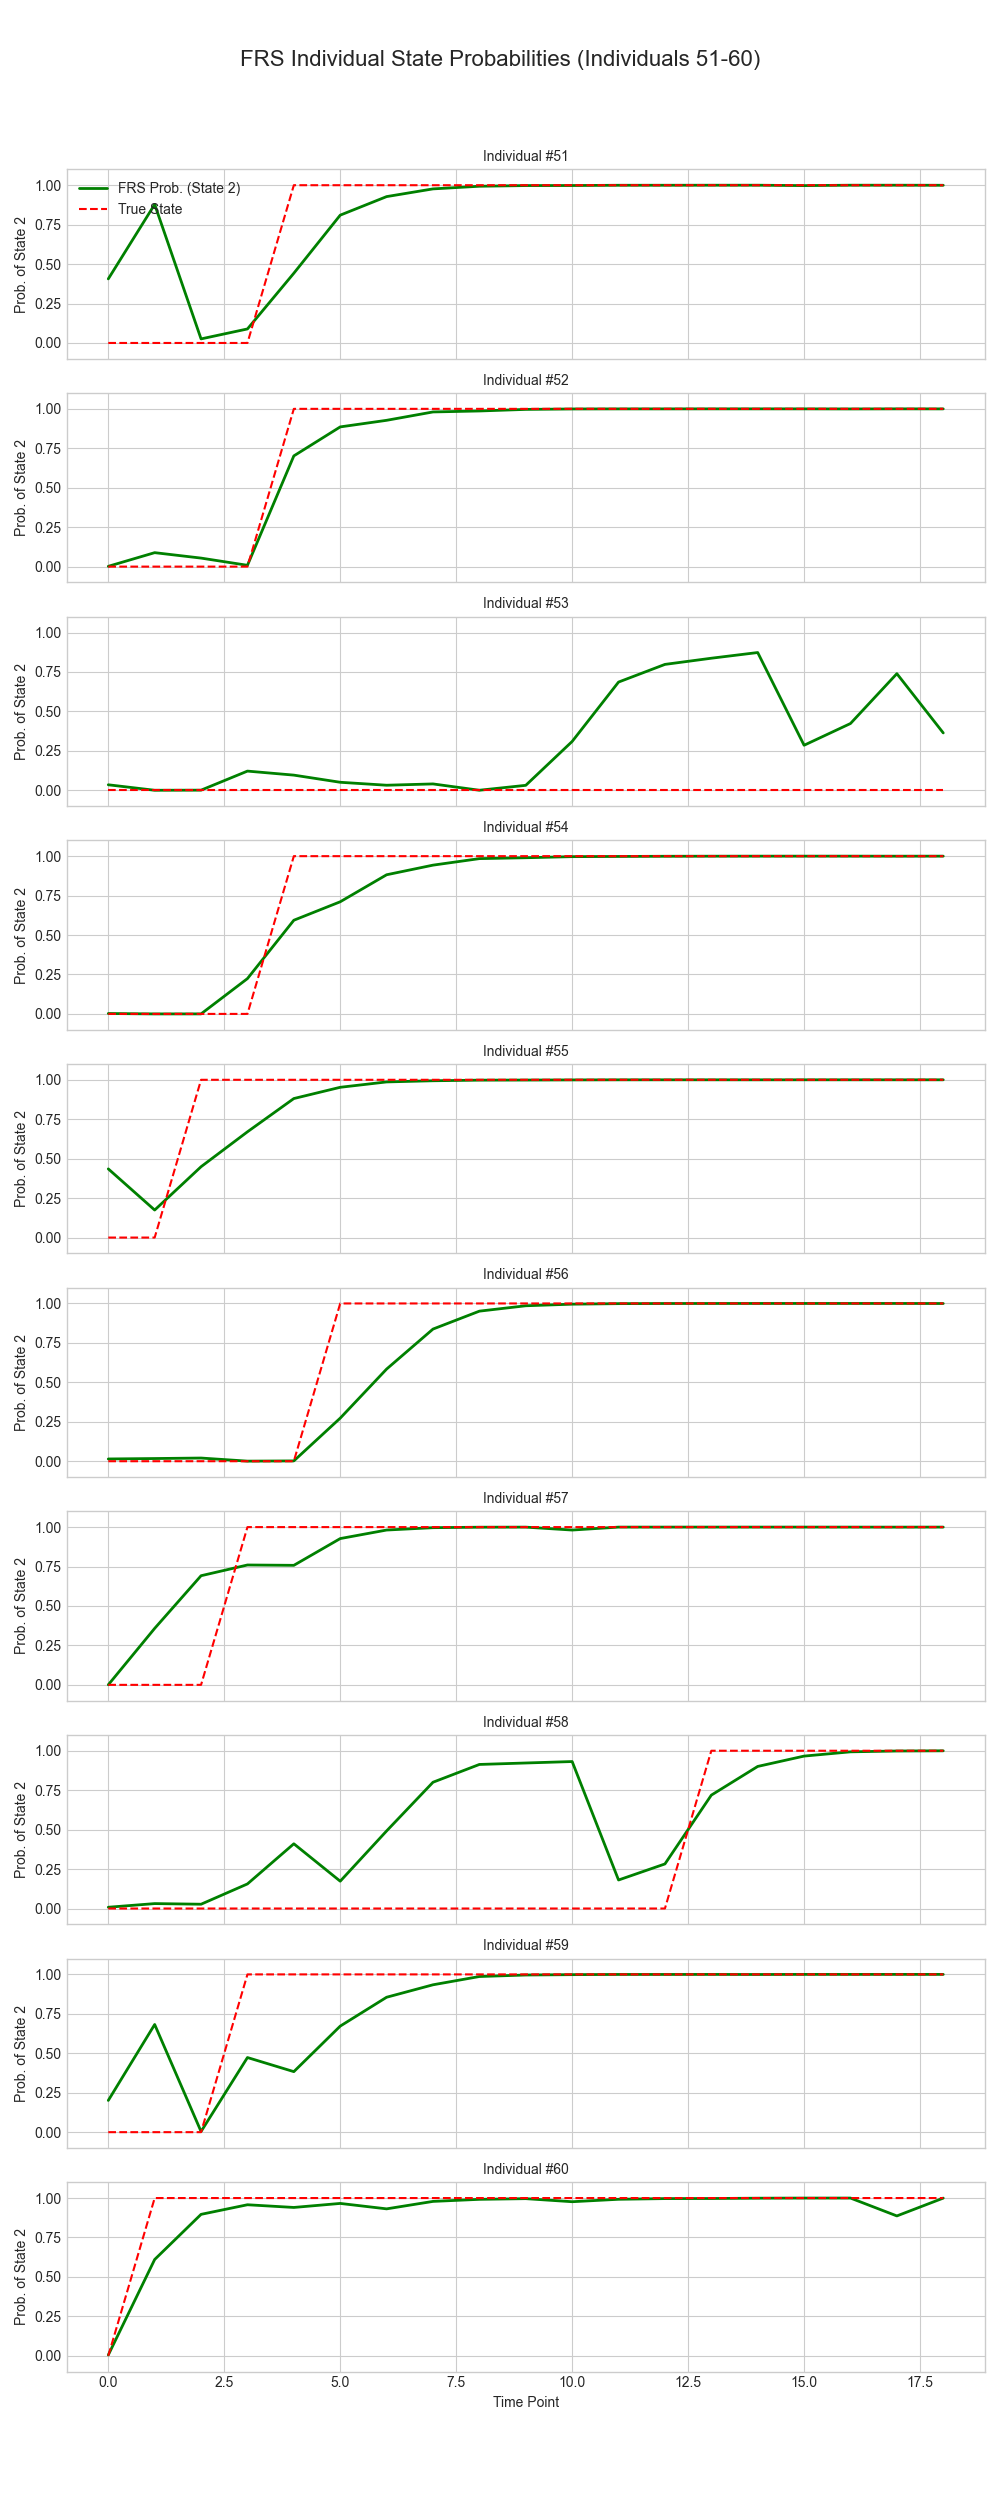 FRS Individual State Probabilities (Individuals 51-60)
Individual #51
FRS Prob. (State 2)
True State
Prob. of State 2
1.00
0.75
0.50
0.25
0.00
Individual #52
Prob. of State 2
1.00
0.75
0.50
0.25
0.00
Individual #53
Prob. of State 2
1.00
0.75
0.50
0.25
0.00
Individual #54
Prob. of State 2
1.00
0.75
0.50
0.25
0.00
Individual #55
Prob. of State 2
1.00
0.75
0.50
0.25
0.00
Individual #56
Prob. of State 2
1.00
0.75
0.50
0.25
0.00
Individual #57
Prob. of State 2
1.00
0.75
0.50
0.25
0.00
Individual #58
Prob. of State 2
1.00
0.75
0.50
0.25
0.00
Individual #59
Prob. of State 2
1.00
0.75
0.50
0.25
0.00
Individual #60
Prob. of State 2
1.00
0.75
0.50
0.25
0.00
0.0 2.5 5.0 7.5 10.0 12.5 15.0 17.5
Time Point